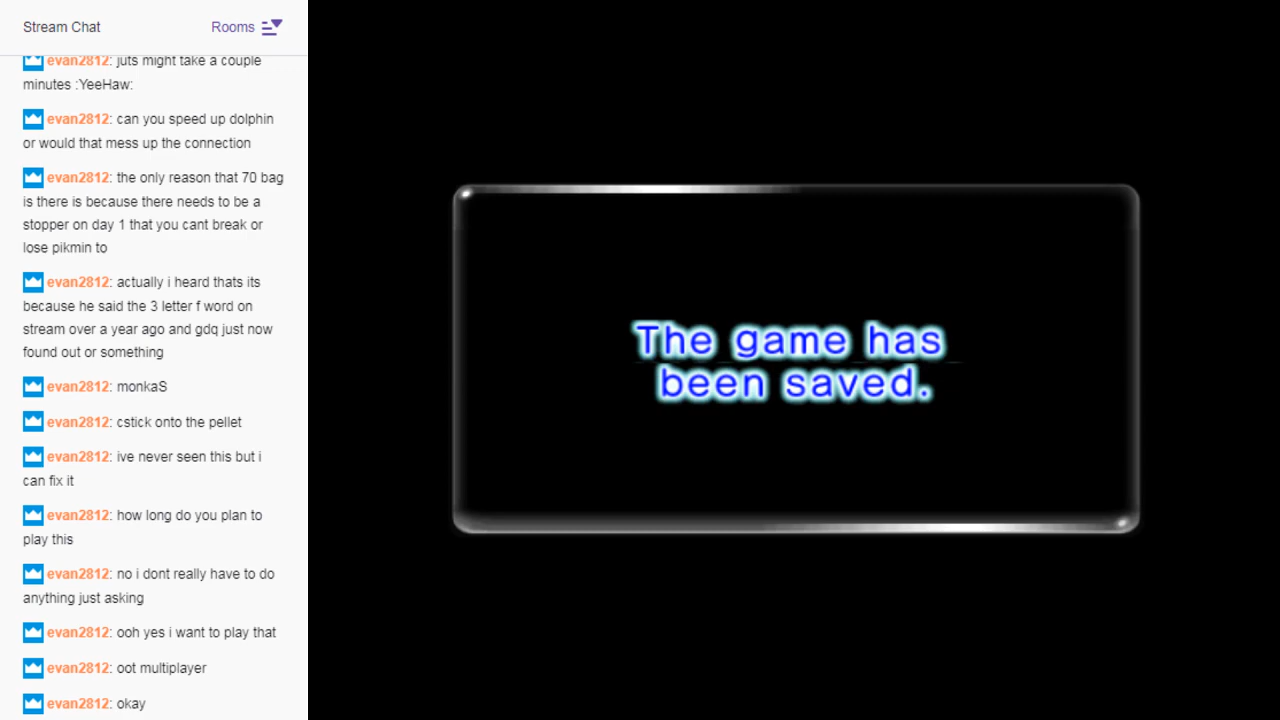 Stream Chat
Rooms
evan2812: juts might take a couple
minutes :YeeHaw:
evan2812: can you speed up dolphin
or would that mess up the connection
evan2812: the only reason that 70 bag
is there is because there needs to be a
stopper on day 1 that you cant break or
lose pikmin to
evan2812: actually i heard thats its
because he said the 3 letter f word on
stream over a year ago and gdq just now
found out or something
evan2812: monkaS
evan2812: cstick onto the pellet
evan2812: ive never seen this but i
can fix it
evan2812: how long do you plan to
play this
evan2812: no i dont really have to do
anything just asking
evan2812: ooh yes i want to play that
evan2812: oot multiplayer
evan2812: okay
The game has
been saved.